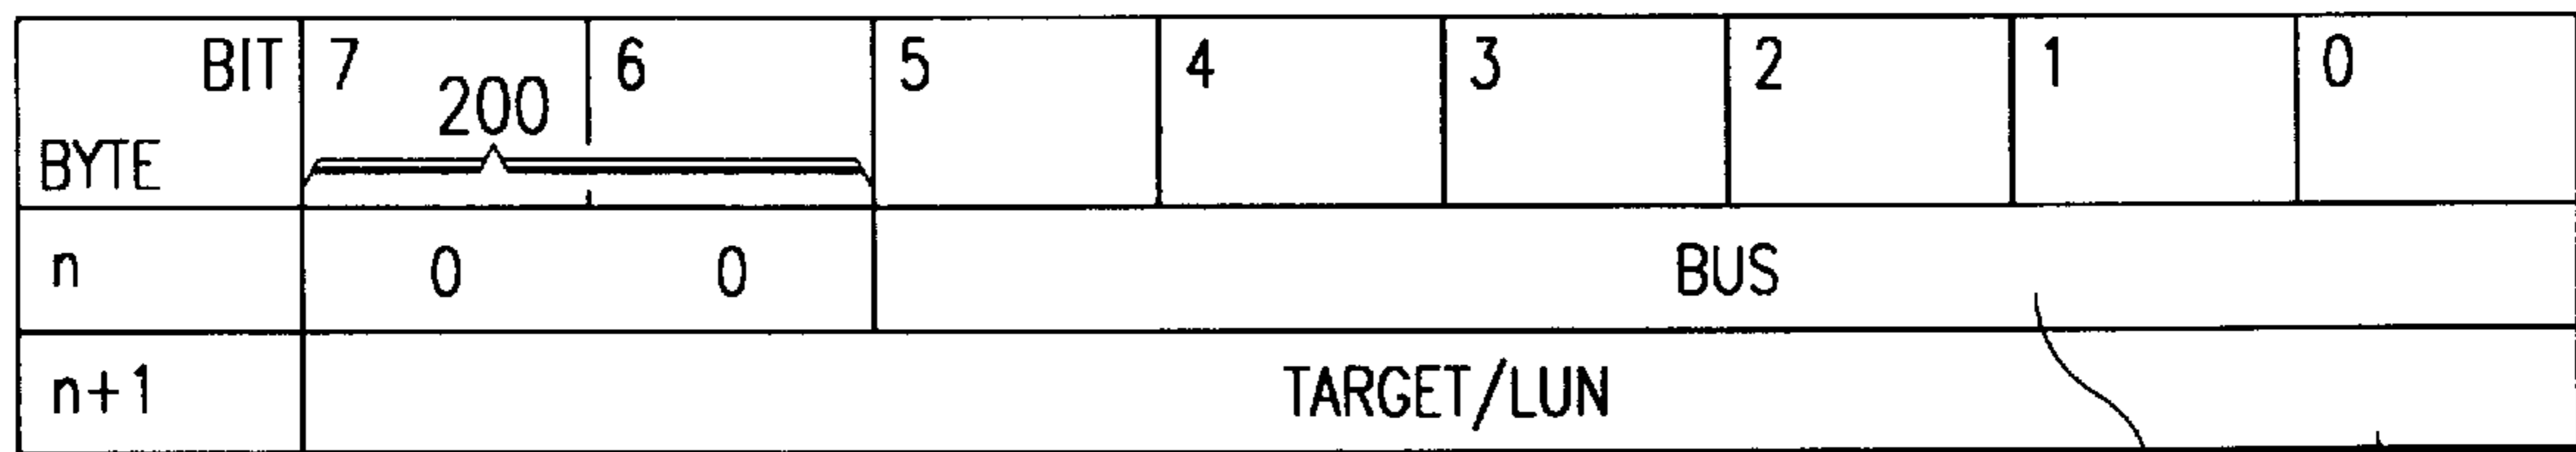 BIT 7 6 5 4 3 2 1 0
200
BYTE
n 0 0 BUS
n+1 TARGET/LUN